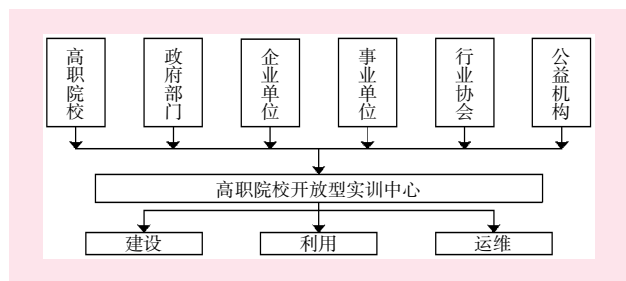 高职院校
政府部门
企业单位
事业单位
行业协会
公益机构
高职院校开放型实训中心
建设
利用
运维